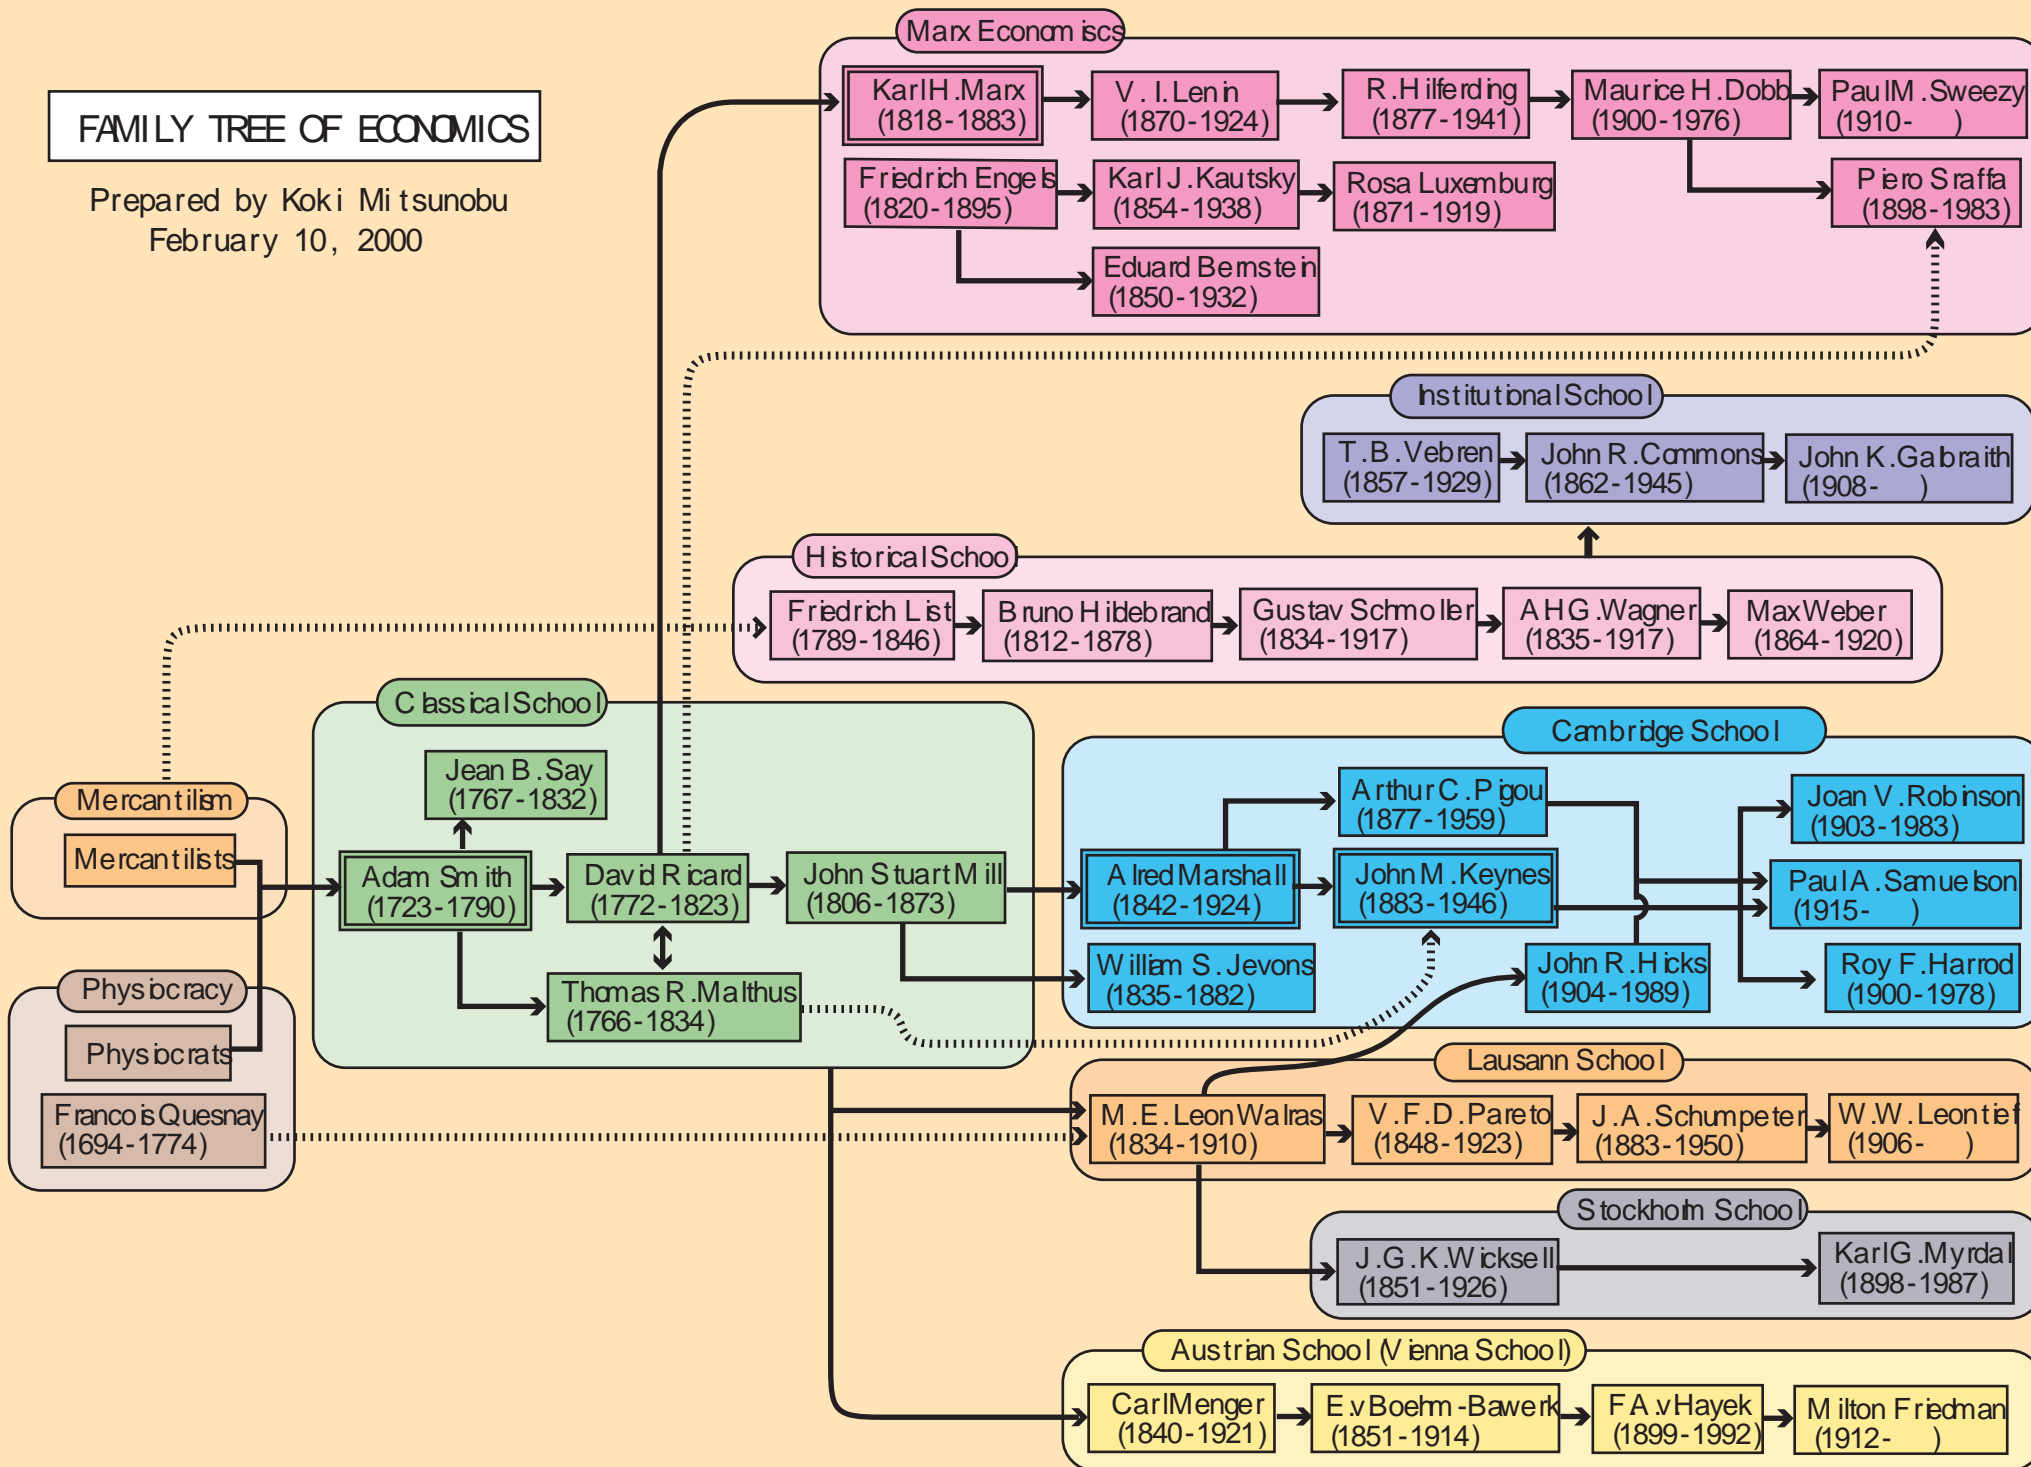 FAMILY TREE OF ECONOMICS
Prepared by Koki Mitsunobu
February 10, 2000
Marx Economiscs
Karl H. Marx
(1818-1883)
V. I. Lenin
(1870-1924)
R. Hilferding
(1877-1941)
Maurice H. Dobb
(1900-1976)
Paul M. Sweezy
(1910- )
Friedrich Engels
(1820-1895)
Karl J. Kautsky
(1854-1938)
Rosa Luxemburg
(1871-1919)
Piero Sraffa
(1898-1983)
Eduard Bernstein
(1850-1932)
Institutional School
T. B. Vebren
(1857-1929)
John R. Commons
(1862-1945)
John K. Galbraith
(1908- )
Historical School
Friedrich List
(1789-1846)
Bruno Hildebrand
(1812-1878)
Gustav Schmoller
(1834-1917)
A.H.G. Wagner
(1835-1917)
Max Weber
(1864-1920)
Classical School
Jean B. Say
(1767-1832)
Adam Smith
(1723-1790)
David Ricard
(1772-1823)
John Stuart Mill
(1806-1873)
Thomas R. Malthus
(1766-1834)
Mercantilism
Mercantilists
Physiocracy
Physiocrats
Francois Quesnay
(1694-1774)
Cambridge School
Arthur C. Pigou
(1877-1959)
Joan V. Robinson
(1903-1983)
Alred Marshall
(1842-1924)
John M. Keynes
(1883-1946)
Paul A. Samuelson
(1915- )
William S. Jevons
(1835-1882)
John R. Hicks
(1904-1989)
Roy F. Harrod
(1900-1978)
Lausann School
M. E. Leon Walras
(1834-1910)
V. F. D. Pareto
(1848-1923)
J. A. Schumpeter
(1883-1950)
W. W. Leontief
(1906- )
Stockholm School
J. G. K. Wicksell
(1851-1926)
Karl G. Myrdal
(1898-1987)
Austrian School (Vienna School)
Carl Menger
(1840-1921)
E.v Boehm-Bawerk
(1851-1914)
F.A.v Hayek
(1899-1992)
Milton Friedman
(1912- )